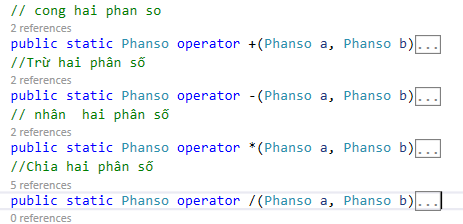 // cong hai phan so
2 references
public static Phanso operator +(Phanso a, Phanso b)...
//Trừ hai phân số
2 references
public static Phanso operator -(Phanso a, Phanso b)...
// nhân  hai phân số
2 references
public static Phanso operator *(Phanso a, Phanso b)...
//Chia hai phân số
5 references
public static Phanso operator /(Phanso a, Phanso b)...
0 references